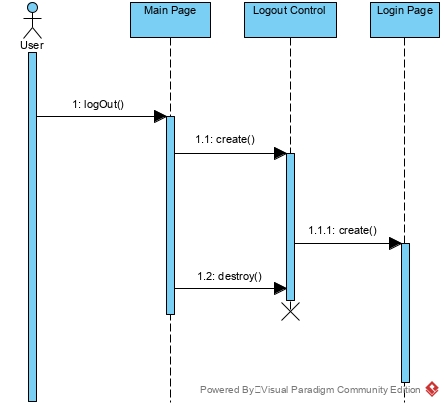 Main Page
Logout Control
Login Page
User
1: logOut()
1.1: create()
1.1.1: create()
1.2: destroy()
Powered By Visual Paradigm Community Edition